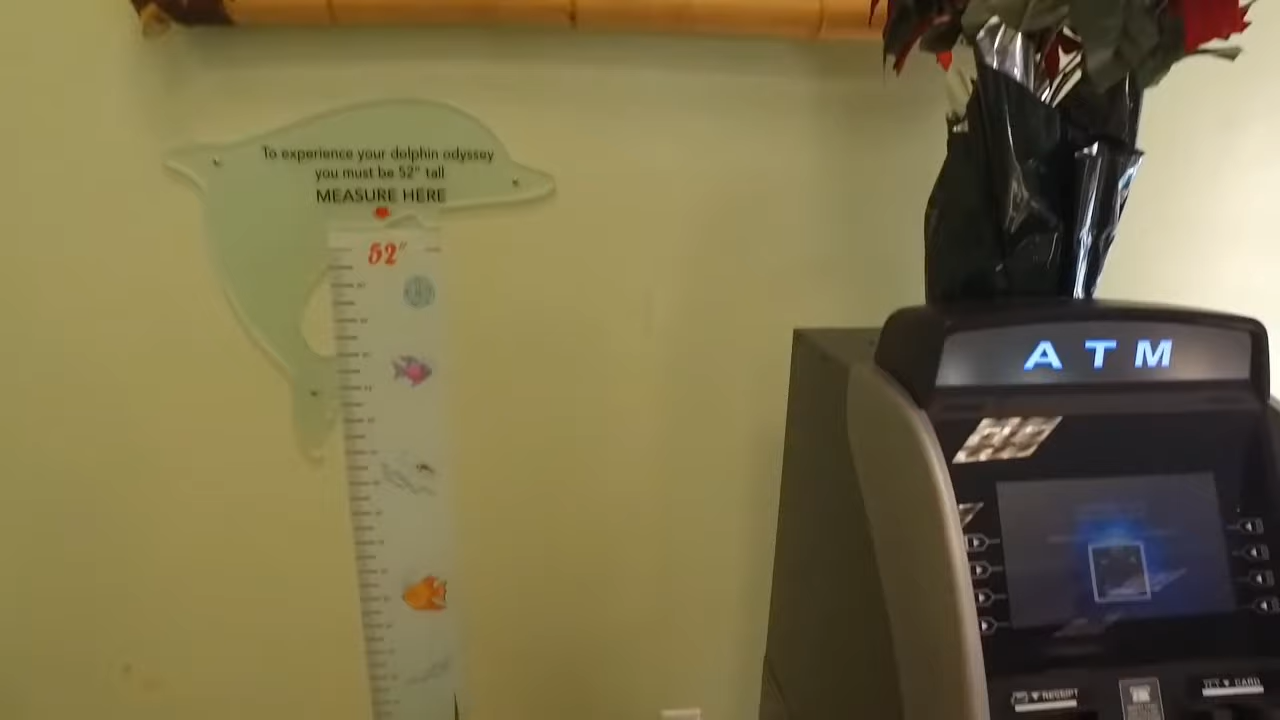 To experience your dolphin odyssey
you must be 52" tall
MEASURE HERE
52"
ATM
RECEIPT
CARD